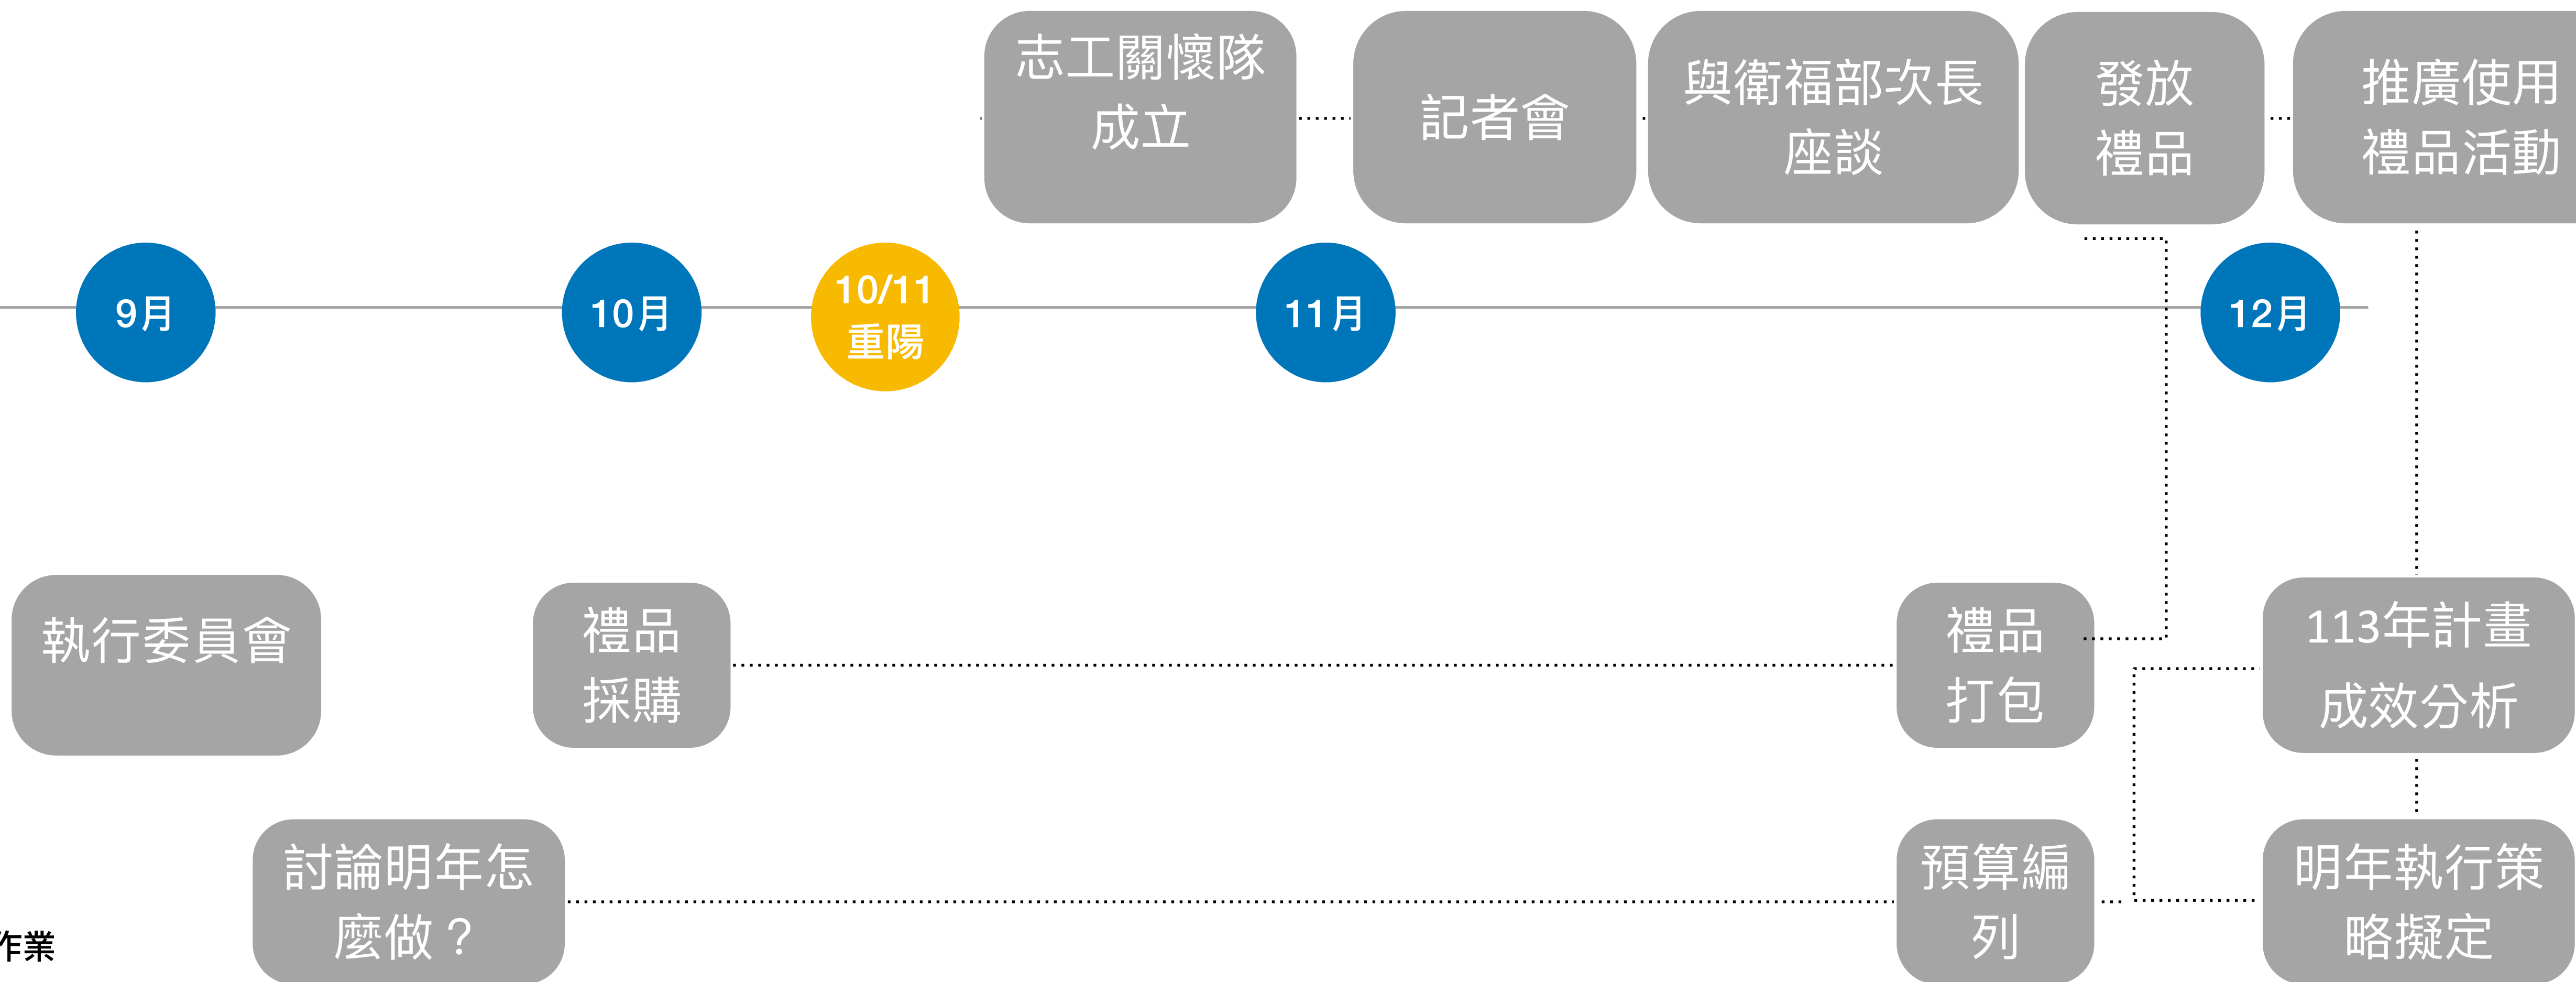 志工關懷隊
成立
記者會
與衛福部次長
座談
發放
禮品
推廣使用
禮品活動
9月
10月
10/11
重陽
11月
12月
執行委員會
禮品
採購
禮品
打包
113年計畫
成效分析
討論明年怎
麼做？
預算編
列
明年執行策
略擬定
作業